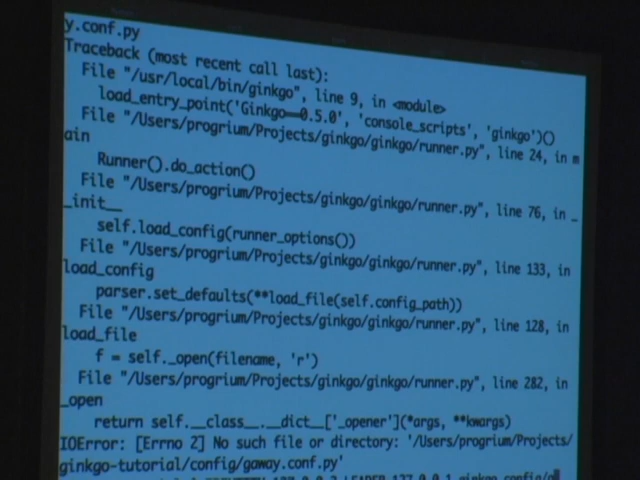 y.conf.py
Traceback (most recent call last):
File "/usr/local/bin/ginkgo", line 9, in <module>
load_entry_point('Ginkgo==0.5.0', 'console_scripts', 'ginkgo')()
File "/Users/progrium/Projects/ginkgo/ginkgo/runner.py", line 24, in m
ain
Runner().do_action()
File "/Users/progrium/Projects/ginkgo/ginkgo/runner.py", line 76, in _
_init__
self.load_config(runner_options())
File "/Users/progrium/Projects/ginkgo/ginkgo/runner.py", line 133, in
load_config
parser.set_defaults(**load_file(self.config_path))
File "/Users/progrium/Projects/ginkgo/ginkgo/runner.py", line 128, in
load_file
f = self._open(filename, 'r')
File "/Users/progrium/Projects/ginkgo/ginkgo/runner.py", line 282, in
_open
return self.__class__.__dict__['_opener'](*args, **kwargs)
IOError: [Errno 2] No such file or directory: '/Users/progrium/Projects/
ginkgo-tutorial/config/gaway.conf.py'